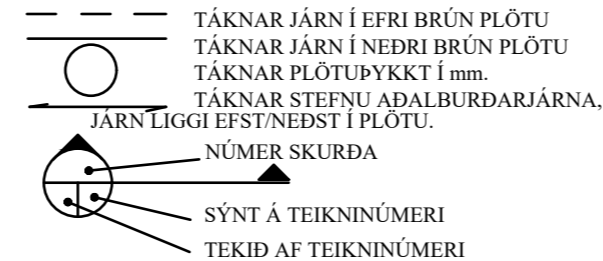 TÁKNAR JÁRN Í EFRI BRÚN PLÖTU
TÁKNAR JÁRN Í NEÐRI BRÚN PLÖTU
TÁKNAR PLÖTUÞYKKT Í mm.
TÁKNAR STEFNU AÐALBURÐARJÁRNA,
JÁRN LIGGI EFST/NEÐST Í PLÖTU.
NÚMER SKURÐA
SÝNT Á TEIKNINÚMERI
TEKIÐ AF TEIKNINÚMERI